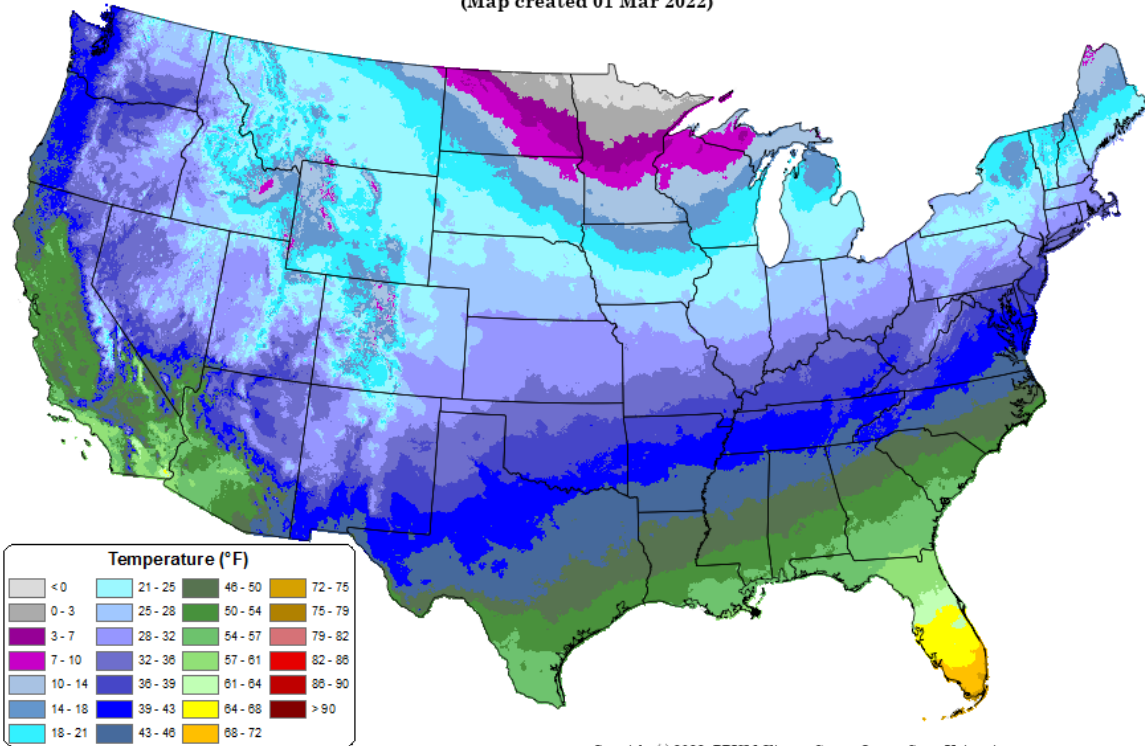 (Map created 01 Mar 2022)
Temperature (°F)
< 0 21 - 25 46 - 50 72 - 75
0 - 3 25 - 28 50 - 54 75 - 79
3 - 7 28 - 32 54 - 57 79 - 82
7 - 10 32 - 36 57 - 61 82 - 86
10 - 14 36 - 39 61 - 64 86 - 90
14 - 18 39 - 43 64 - 68 > 90
18 - 21 43 - 46 68 - 72